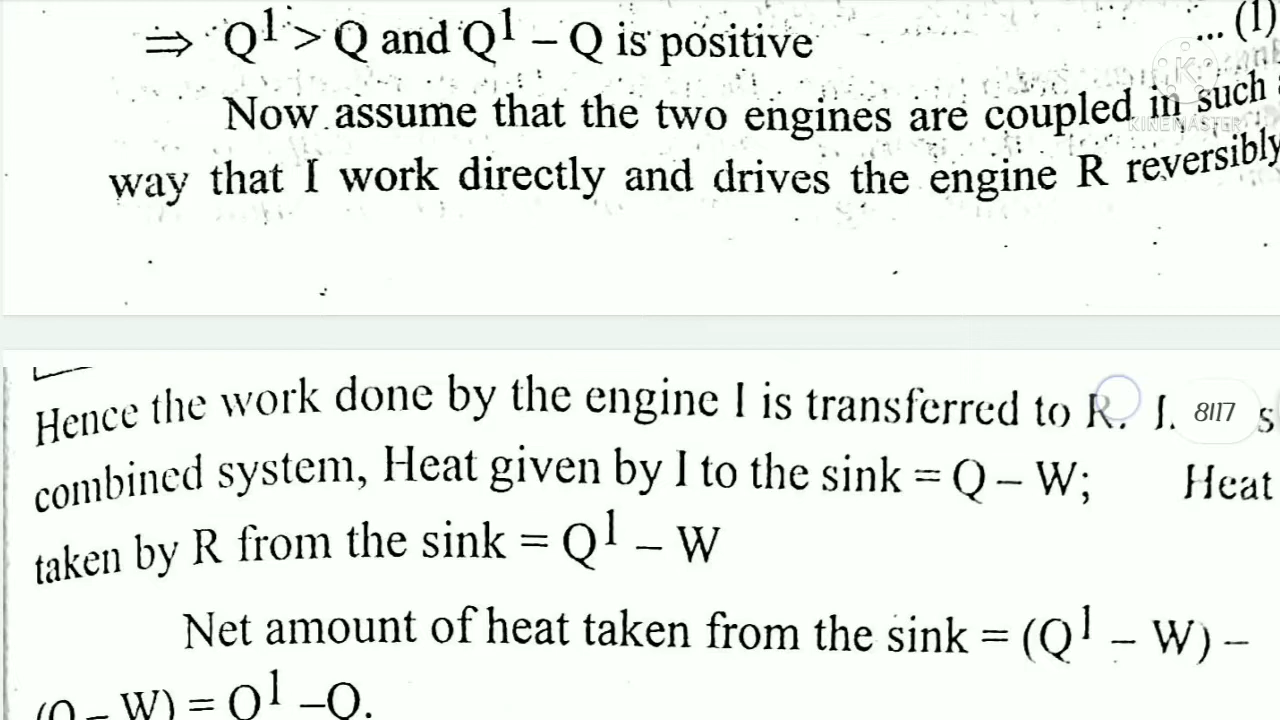 ⇒ Q¹ > Q and Q¹ – Q is positive ... (1)
KINEMASTER
Now assume that the two engines are coupled in such
way that I work directly and drives the engine R reversibly
Hence the work done by the engine I is transferred to R.
8117
combined system, Heat given by I to the sink = Q – W; Heat
taken by R from the sink = Q¹ – W
Net amount of heat taken from the sink = (Q¹ – W) –
(Q – W) = Q¹ –Q.